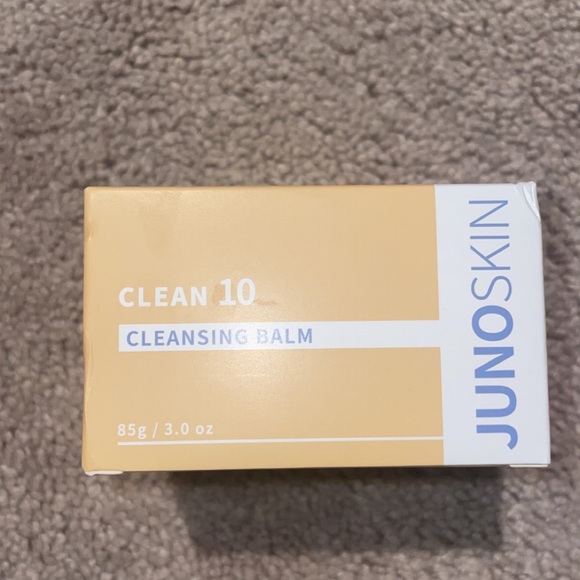 CLEAN 10
CLEANSING BALM
85g / 3.0 oz
JUNOSKIN